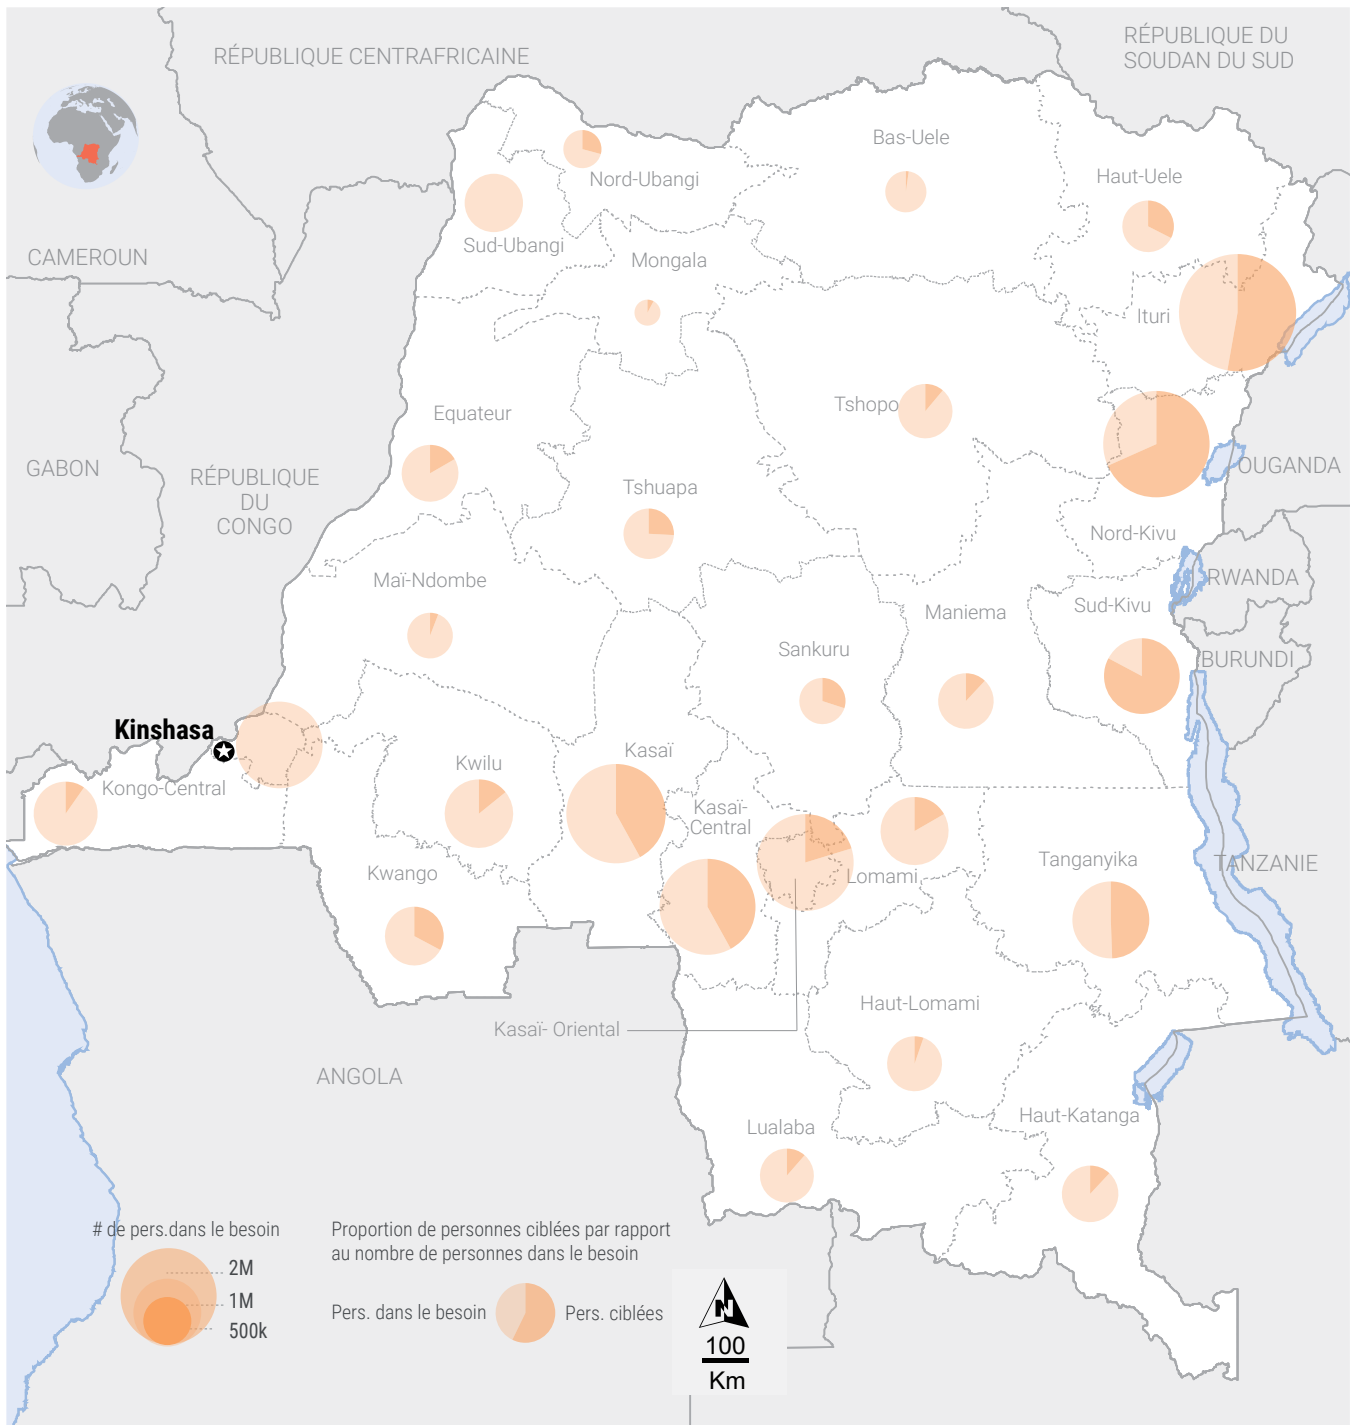 RÉPUBLIQUE CENTRAFRICAINE
RÉPUBLIQUE DU
SOUDAN DU SUD
Bas-Uele
Nord-Ubangi
Haut-Uele
Sud-Ubangi
CAMEROUN
Mongala
Ituri
Equateur
Tshopo
GABON
RÉPUBLIQUE
DU
CONGO
OUGANDA
Tshuapa
Nord-Kivu
Maï-Ndombe
RWANDA
Sud-Kivu
Maniema
Sankuru
BURUNDI
Kinshasa
Kasaï
Kwilu
Kongo-Central
Kasaï-
Central
Tanganyika
TANZANIE
Kwango
Lomami
Haut-Lomami
Kasaï- Oriental
ANGOLA
Haut-Katanga
Lualaba
# de pers.dans le besoin
2M
1M
500k
Proportion de personnes ciblées par rapport
au nombre de personnes dans le besoin
Pers. dans le besoin
Pers. ciblées
N
100
Km